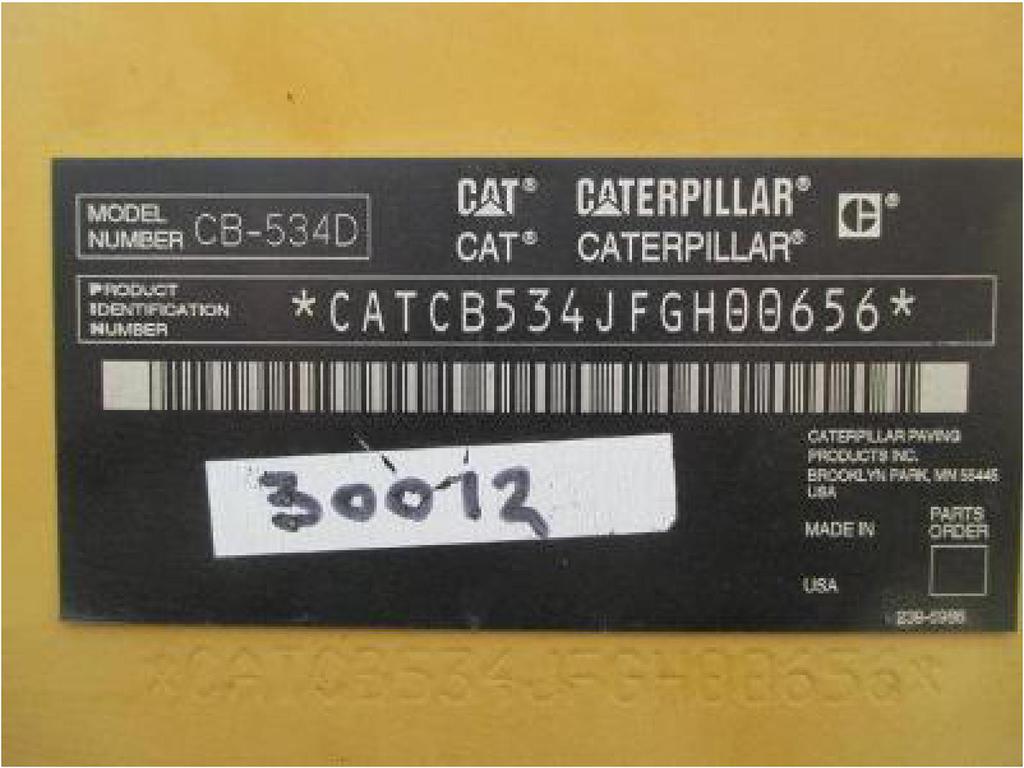 CAT® CATERPILLAR®
MODEL NUMBER CB-534D
CAT® CATERPILLAR®
PRODUCT IDENTIFICATION NUMBER *CATCB534JFGH00656*
30012
CATERPILLAR PAVING
PRODUCTS INC.
BROOKLYN PARK, MN 55445
USA
MADE IN
USA
PARTS
ORDER
*CATCB534JFGH00656*